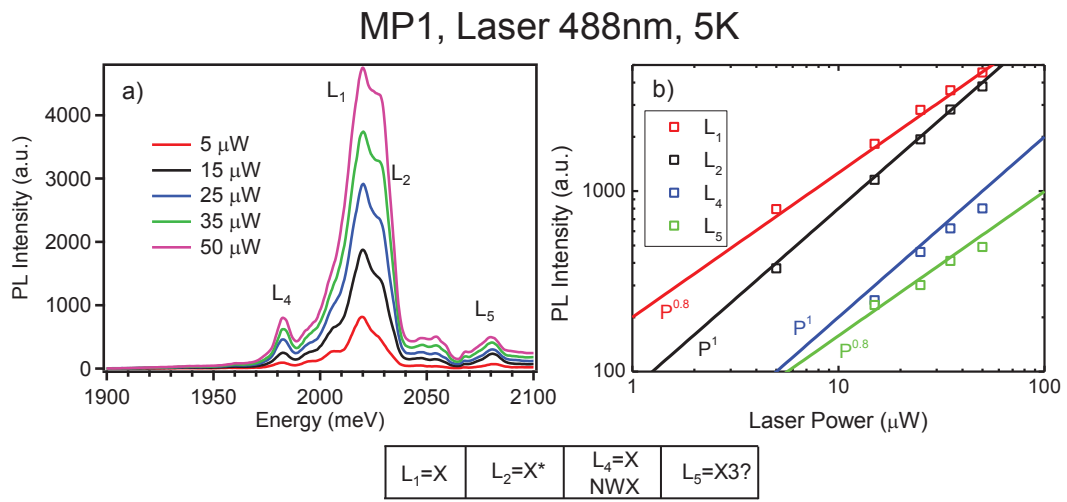 MP1, Laser 488nm, 5K
a)
L1
L2
L4
L5
5 μW
15 μW
25 μW
35 μW
50 μW
PL Intensity (a.u.)
4000
3000
2000
1000
0
1900 1950 2000 2050 2100
Energy (meV)
b)
L1
L2
L4
L5
PL Intensity (a.u.)
1000
100
P0.8
P1
P1
P0.8
1 10 100
Laser Power (μW)
L1=X
L2=X*
L4=X
NWX
L5=X3?